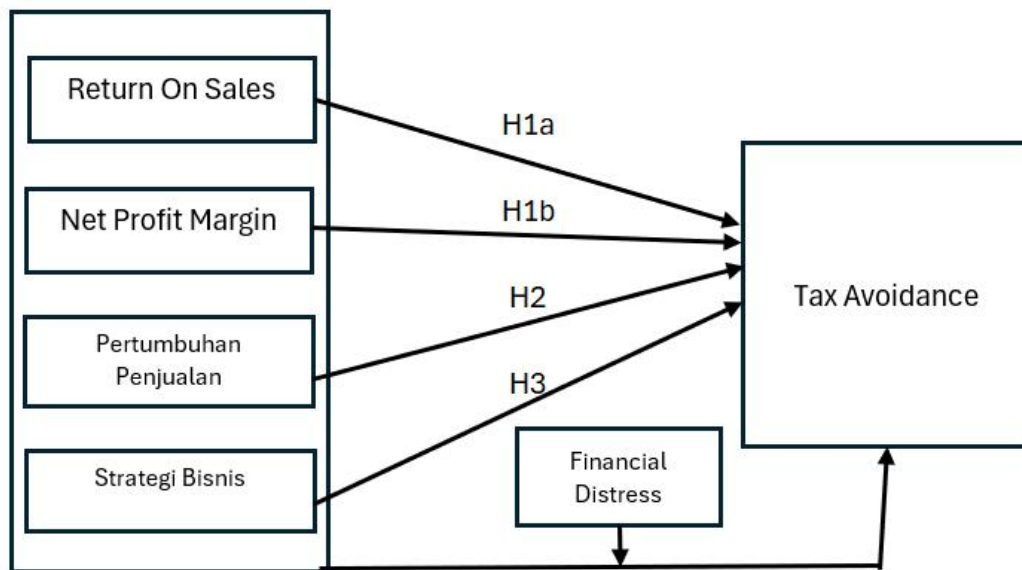 Return On Sales
H1a
Net Profit Margin
H1b
Tax Avoidance
Pertumbuhan
Penjualan
H2
H3
Strategi Bisnis
Financial
Distress